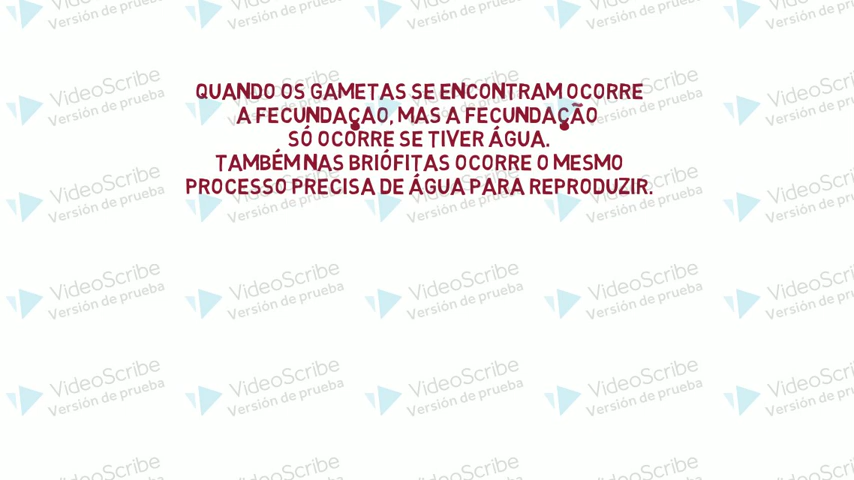 QUANDO OS GAMETAS SE ENCONTRAM OCORRE
A FECUNDAÇAO, MAS A FECUNDAÇÃO
SÓ OCORRE SE TIVER ÁGUA.
TAMBÉM NAS BRIÓFITAS OCORRE O MESMO
PROCESSO PRECISA DE ÁGUA PARA REPRODUZIR.
VideoScribe
Versión de prueba